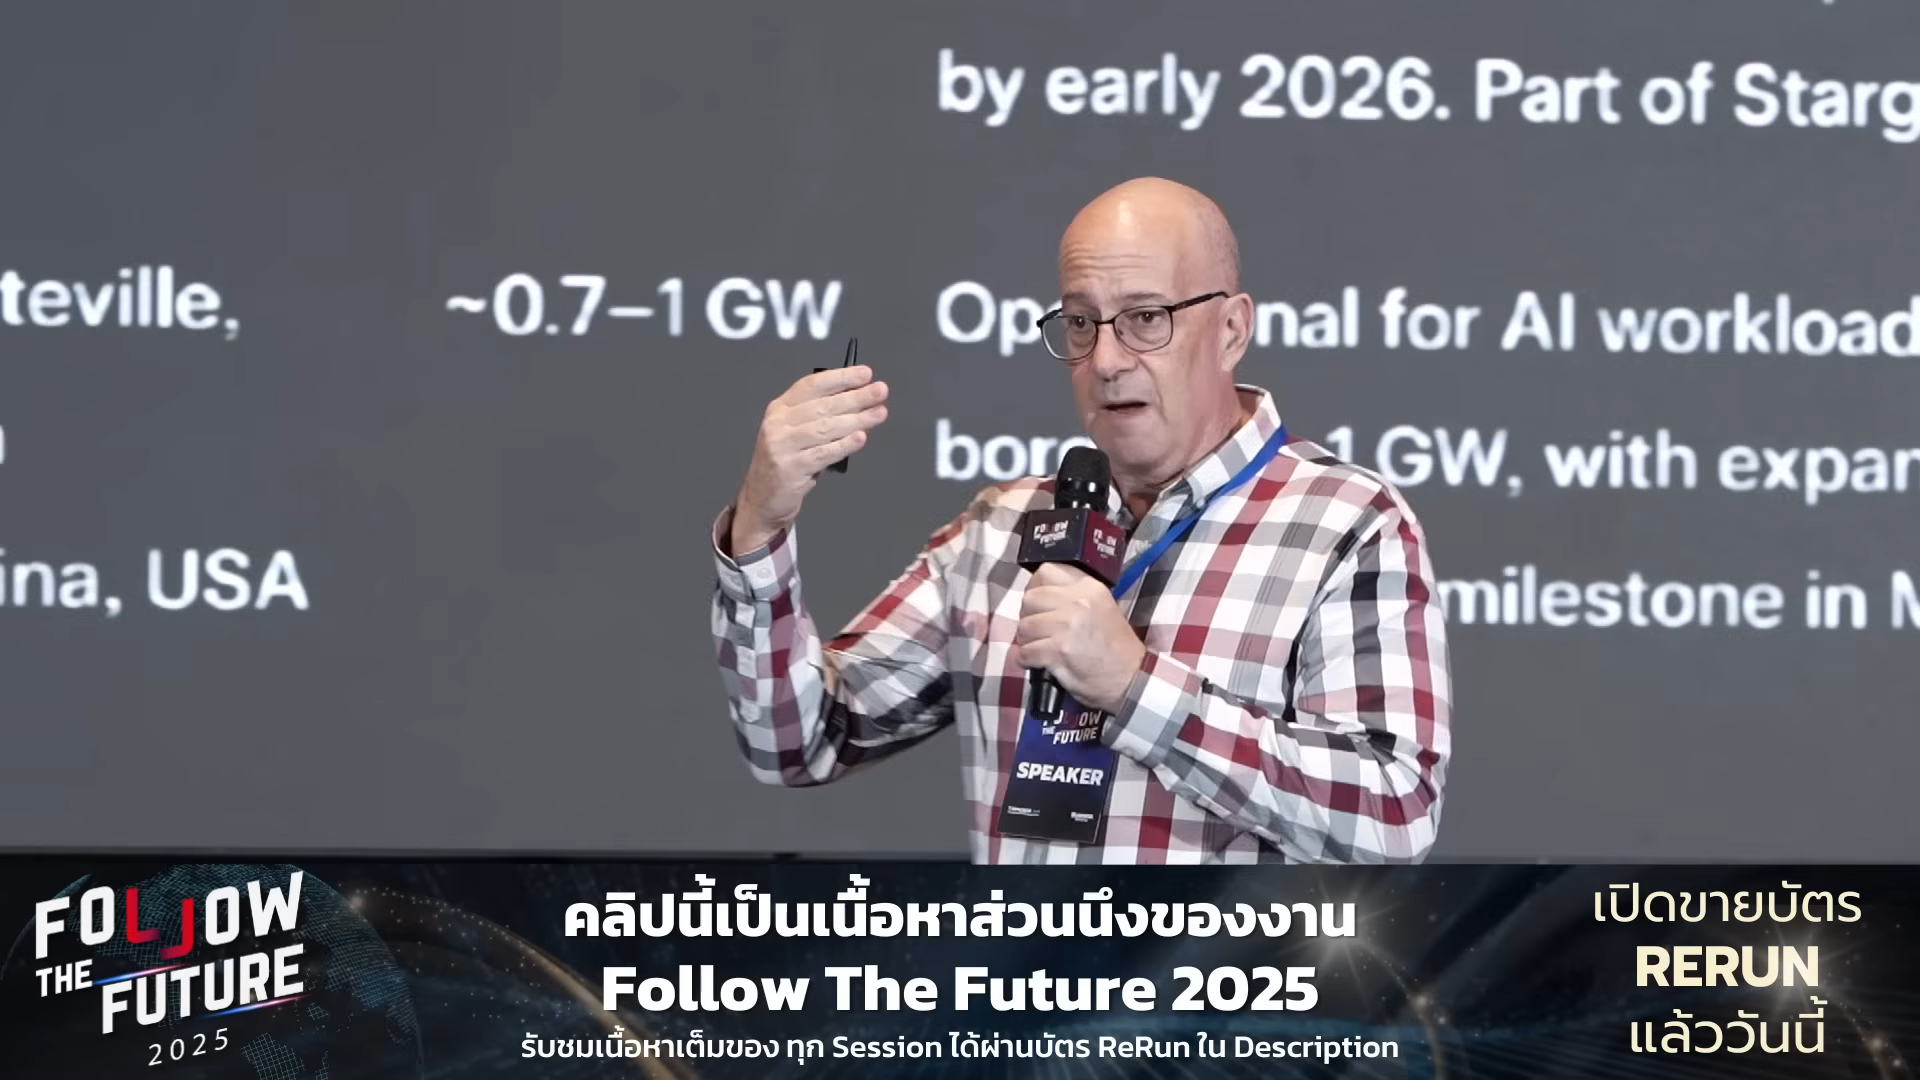 by early 2026. Part of Starg
teville,
~0.7–1 GW
Op
nal for AI workload
bor
1 GW, with expan
ina, USA
milestone in M
FOLLOW
THE
FUTURE
FOLLOW
THE
FUTURE
SPEAKER
FOLLOW
THE
FUTURE
2025
คลิปนี้เป็นเนื้อหาส่วนนึงของงาน
Follow The Future 2025
รับชมเนื้อหาเต็มของ ทุก Session ได้ผ่านบัตร ReRun ใน Description
เปิดขายบัตร
RERUN
แล้ววันนี้